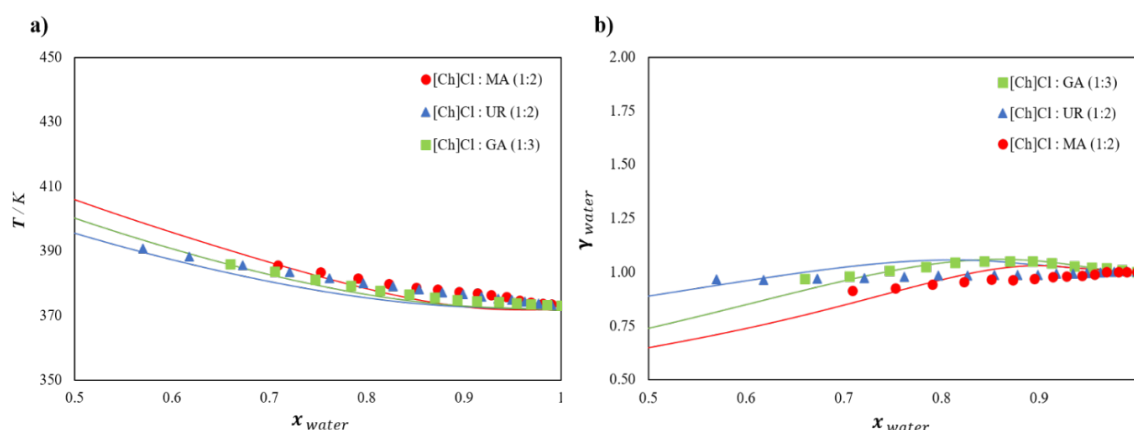 a)
450
430
410
390
370
350
T / K
0.5
0.6
0.7
0.8
0.9
1
x water
[Ch]Cl : MA (1:2)
[Ch]Cl : UR (1:2)
[Ch]Cl : GA (1:3)
b)
2.00
1.75
1.50
1.25
1.00
0.75
0.50
γ water
0.5
0.6
0.7
0.8
0.9
x water
[Ch]Cl : GA (1:3)
[Ch]Cl : UR (1:2)
[Ch]Cl : MA (1:2)